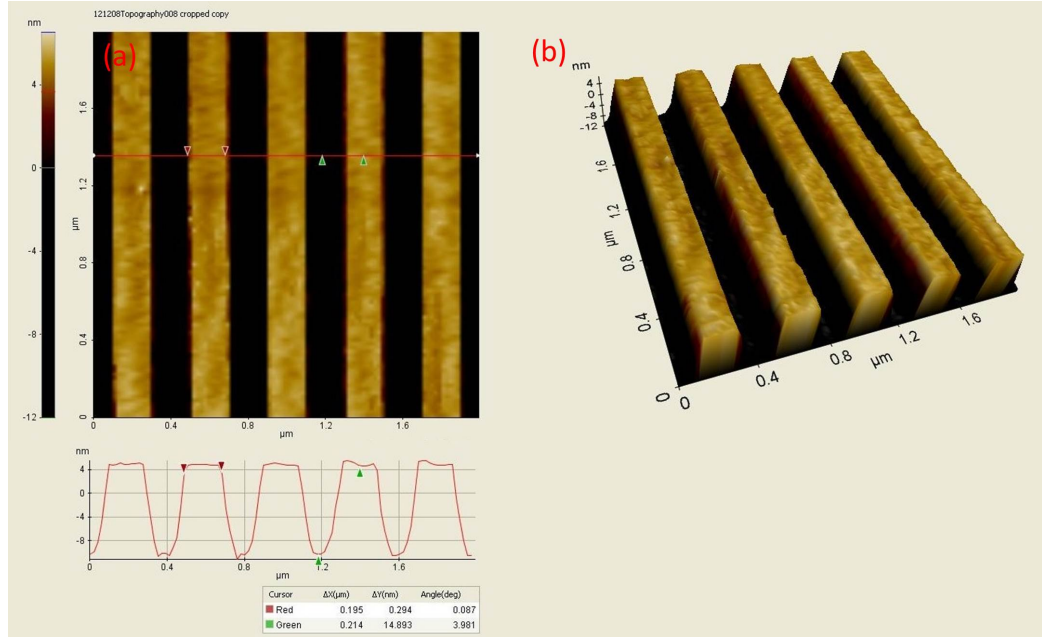 121208Topography008 cropped copy
nm
4
0
-4
-8
-12
(a)
µm
1.6
1.2
0.8
0.4
0
0
0.4
0.8
1.2
1.6
µm
nm
4
0
-4
-8
0
0.4
0.8
1.2
1.6
µm
Cursor ΔX(µm) ΔY(nm) Angle(deg)
Red 0.195 0.294 0.087
Green 0.214 14.893 3.981
(b)
nm
4
0
-4
-8
-12
1.6
1.2
µm
0.8
0.4
0
0
0.4
0.8
µm
1.2
1.6